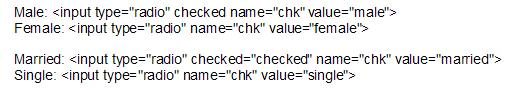 Male: <input type="radio" checked name="chk" value="male">
Female: <input type="radio" name="chk" value="female">
Married: <input type="radio" checked="checked" name="chk" value="married">
Single: <input type="radio" name="chk" value="single">